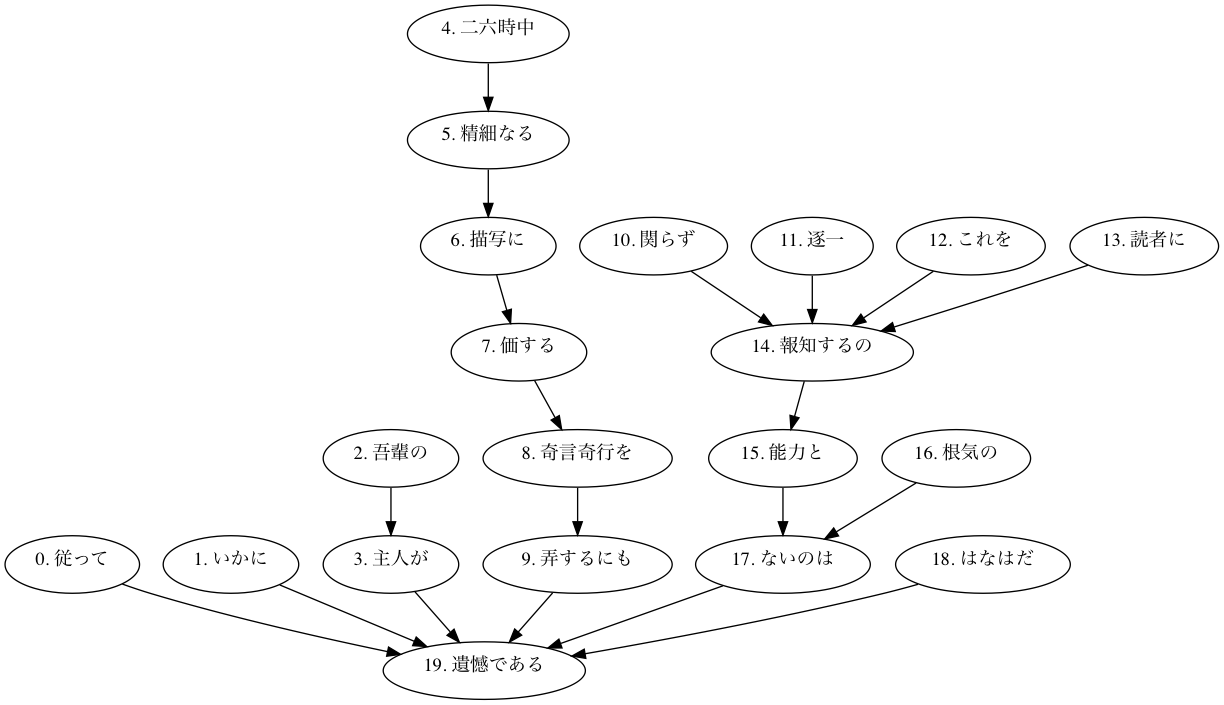 4. 二六時中
5. 精細なる
6. 描写に
10. 関らず
11. 逐一
12. これを
13. 読者に
7. 価する
14. 報知するの
2. 吾輩の
8. 奇言奇行を
15. 能力と
16. 根気の
0. 従って
1. いかに
3. 主人が
9. 弄するにも
17. ないのは
18. はなはだ
19. 遺憾である